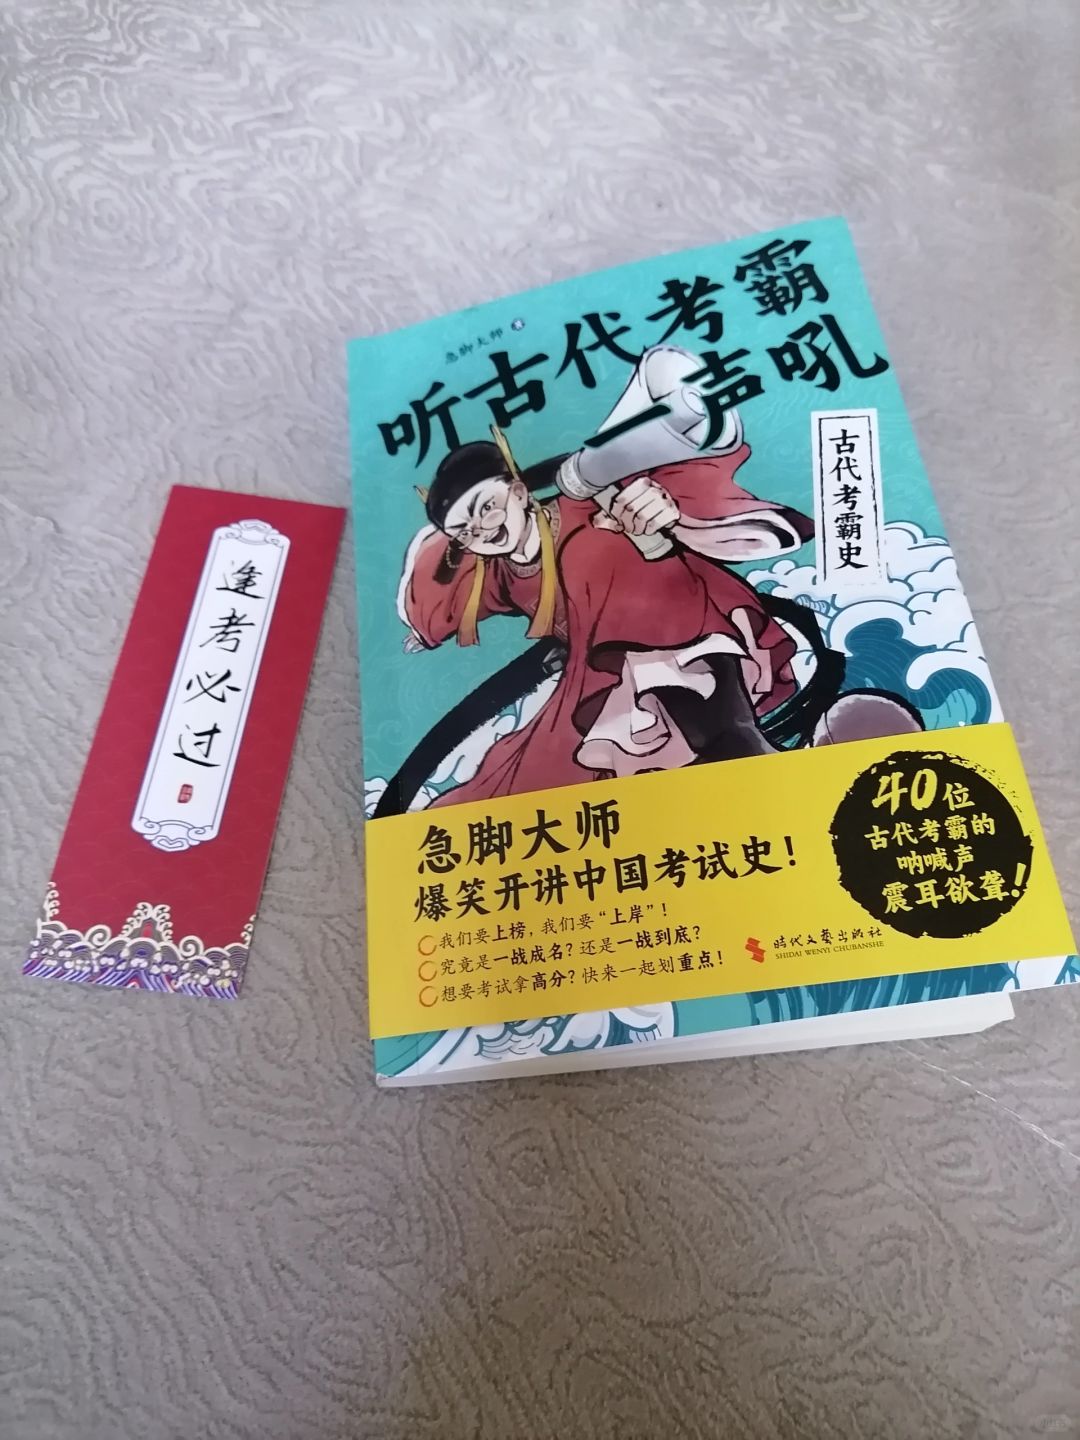 逢考必过
急脚大师 著
听古代考霸
一声吼
古代考霸史
急脚大师
爆笑开讲中国考试史！
我们要上榜，我们要“上岸”！
究竟是一战成名？还是一战到底？
想要考试拿高分？快来一起划重点！
40位
古代考霸的
呐喊声
震耳欲聋！
时代文艺出版社
SHIDAI WENYI CHUBANSHE